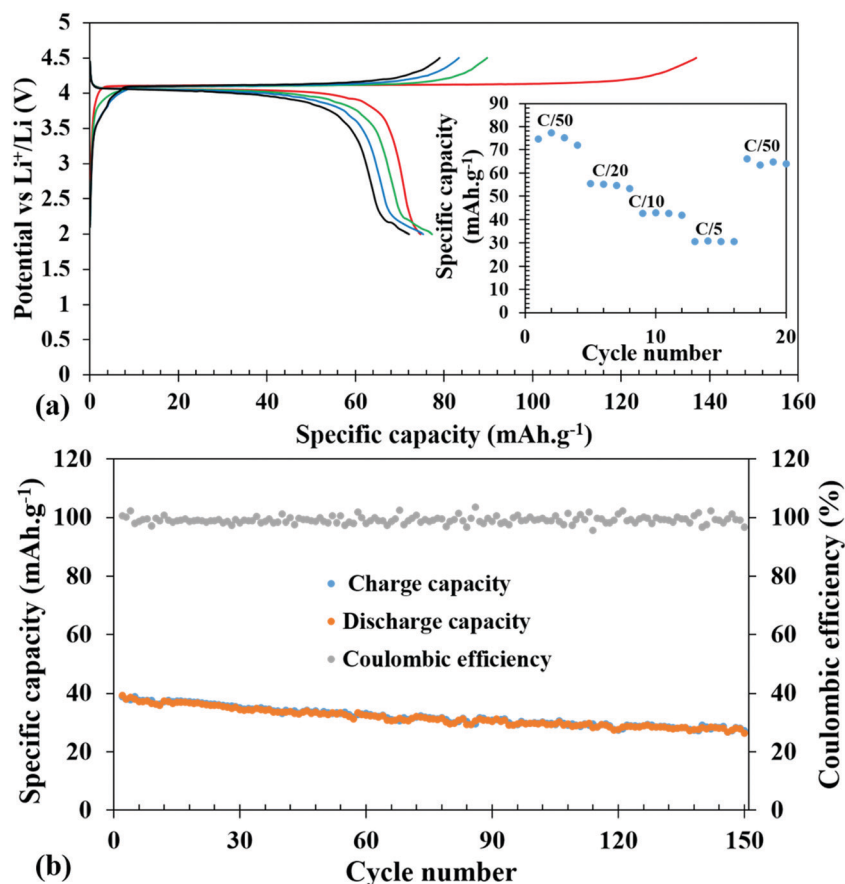 5
4.5
4
3.5
3
2.5
2
1.5
1
0.5
0
Potential vs Li⁺/Li (V)
0 20 40 60 80 100 120 140 160
Specific capacity (mAh.g⁻¹)
90
80
70
60
50
40
30
20
10
0
Specific capacity
(mAh.g⁻¹)
C/50
C/20
C/10
C/5
C/50
0 10 20
Cycle number
(a)
120
100
80
60
40
20
0
Specific capacity (mAh.g⁻¹)
Charge capacity
Discharge capacity
Coulombic efficiency
120
100
80
60
40
20
0
Coulombic efficiency (%)
0 30 60 90 120 150
Cycle number
(b)